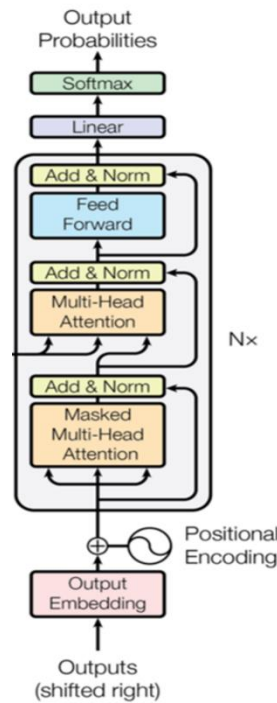 Output
Probabilities
Softmax
Linear
Add & Norm
Feed
Forward
Add & Norm
Multi-Head
Attention
N×
Add & Norm
Masked
Multi-Head
Attention
Positional
Encoding
Output
Embedding
Outputs
(shifted right)